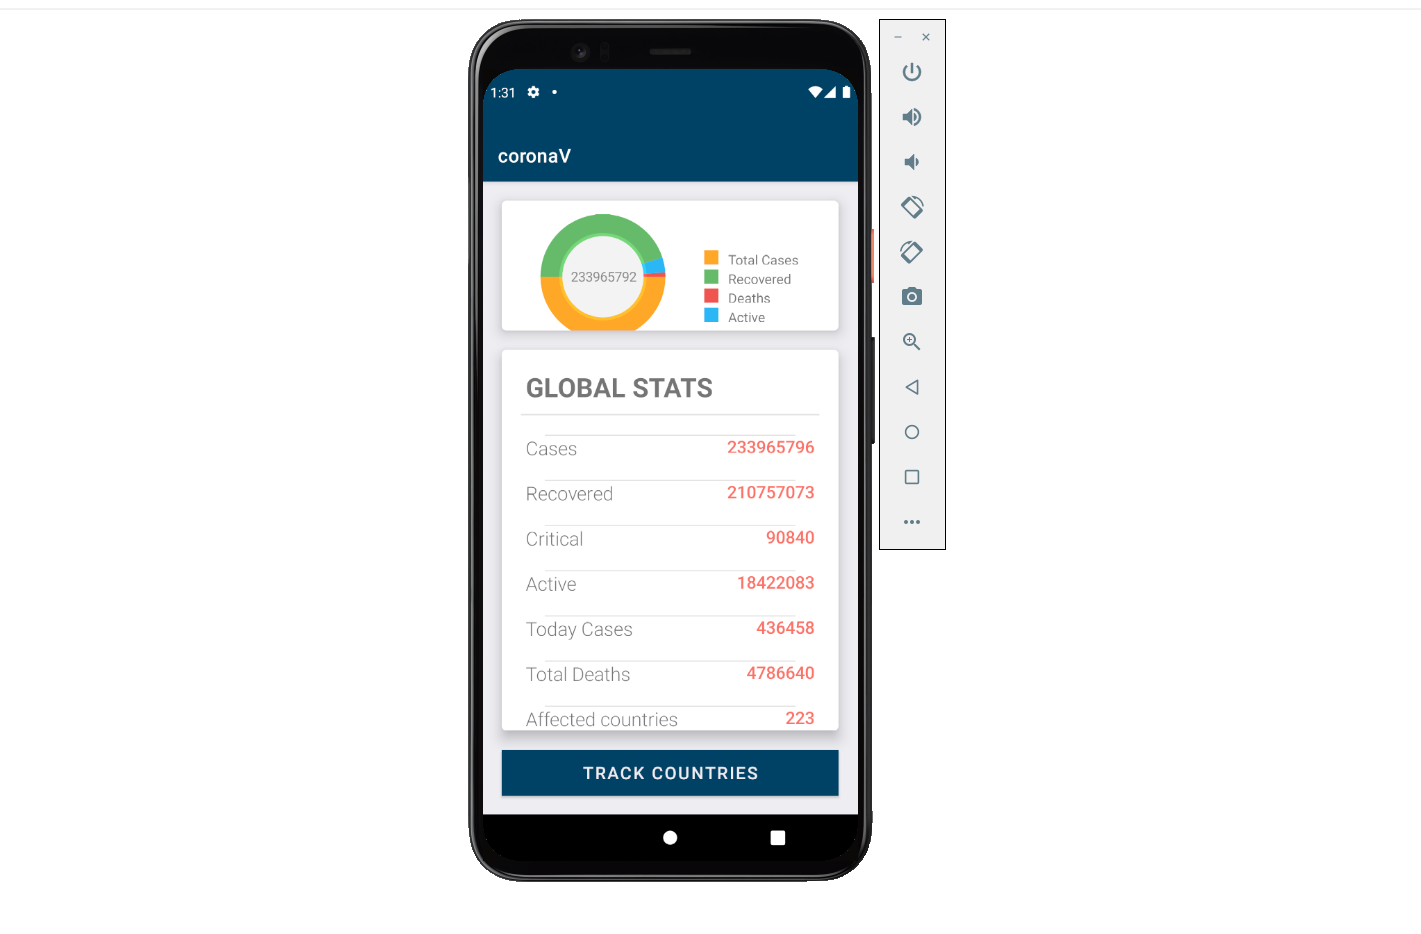 1:31
coronaV
233965792
Total Cases
Recovered
Deaths
Active
GLOBAL STATS
Cases 233965796
Recovered 210757073
Critical 90840
Active 18422083
Today Cases 436458
Total Deaths 4786640
Affected countries 223
TRACK COUNTRIES